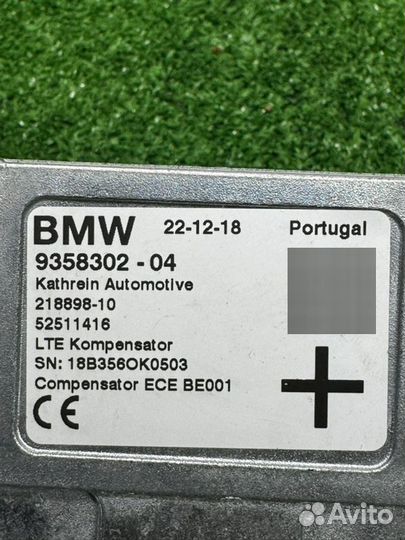 BMW 22-12-18 Portugal
9358302 - 04
Kathrein Automotive
218898-10
52511416
LTE Kompensator
SN: 18B356OK0503
Compensator ECE BE001
CE
Avito